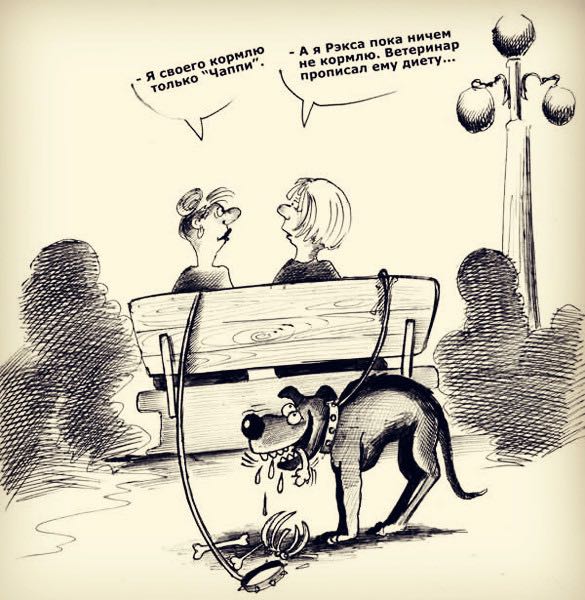 - Я своего кормлю
только "Чаппи".
- А я Рэкса пока ничем
не кормлю. Ветеринар
прописал ему диету...